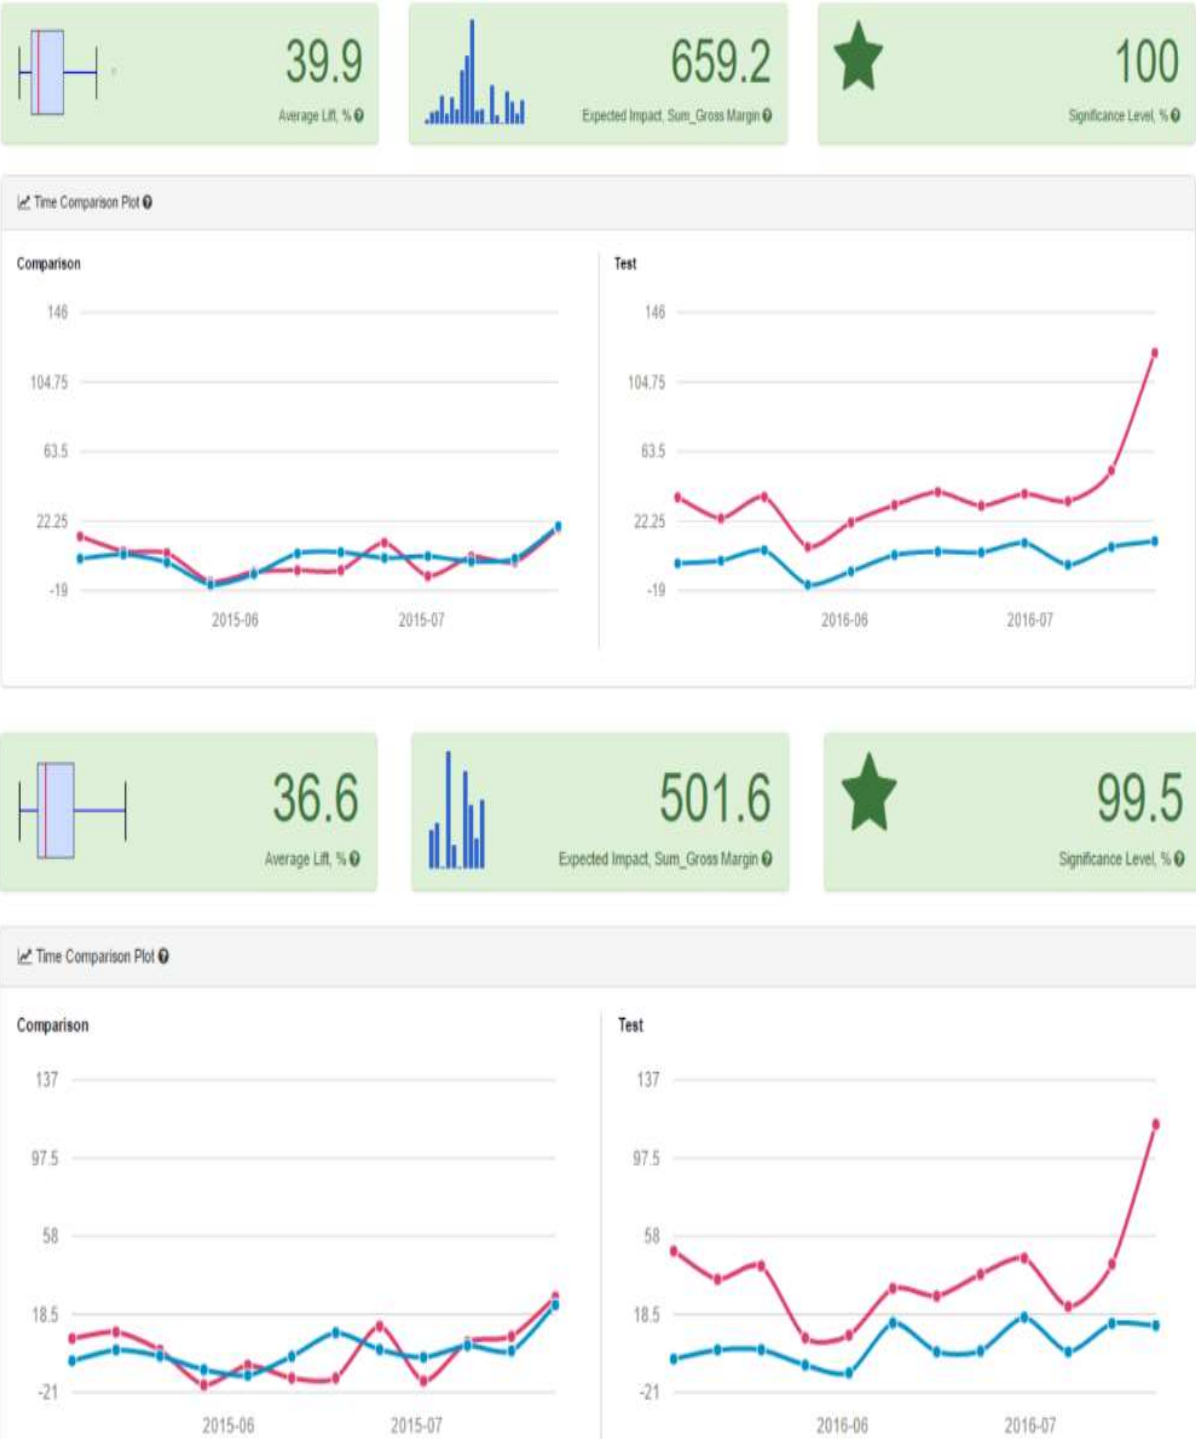 39.9
Average Lift, %
659.2
Expected Impact, Sum_Gross Margin
100
Significance Level, %
Time Comparison Plot
Comparison
146
104.75
63.5
22.25
-19
2015-06 2015-07
Test
146
104.75
63.5
22.25
-19
2016-06 2016-07
36.6
Average Lift, %
501.6
Expected Impact, Sum_Gross Margin
99.5
Significance Level, %
Time Comparison Plot
Comparison
137
97.5
58
18.5
-21
2015-06 2015-07
Test
137
97.5
58
18.5
-21
2016-06 2016-07